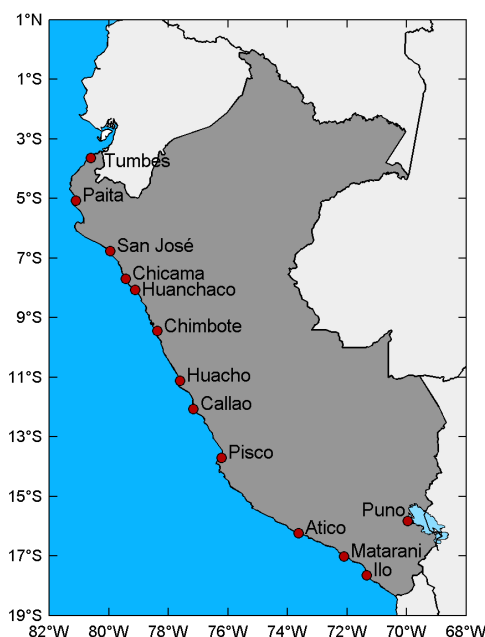 1°N
1°S
3°S
5°S
7°S
9°S
11°S
13°S
15°S
17°S
19°S
Tumbes
Paita
San José
Chicama
Huanchaco
Chimbote
Huacho
Callao
Pisco
Puno
Atico
Matarani
Ilo
82°W 80°W 78°W 76°W 74°W 72°W 70°W 68°W